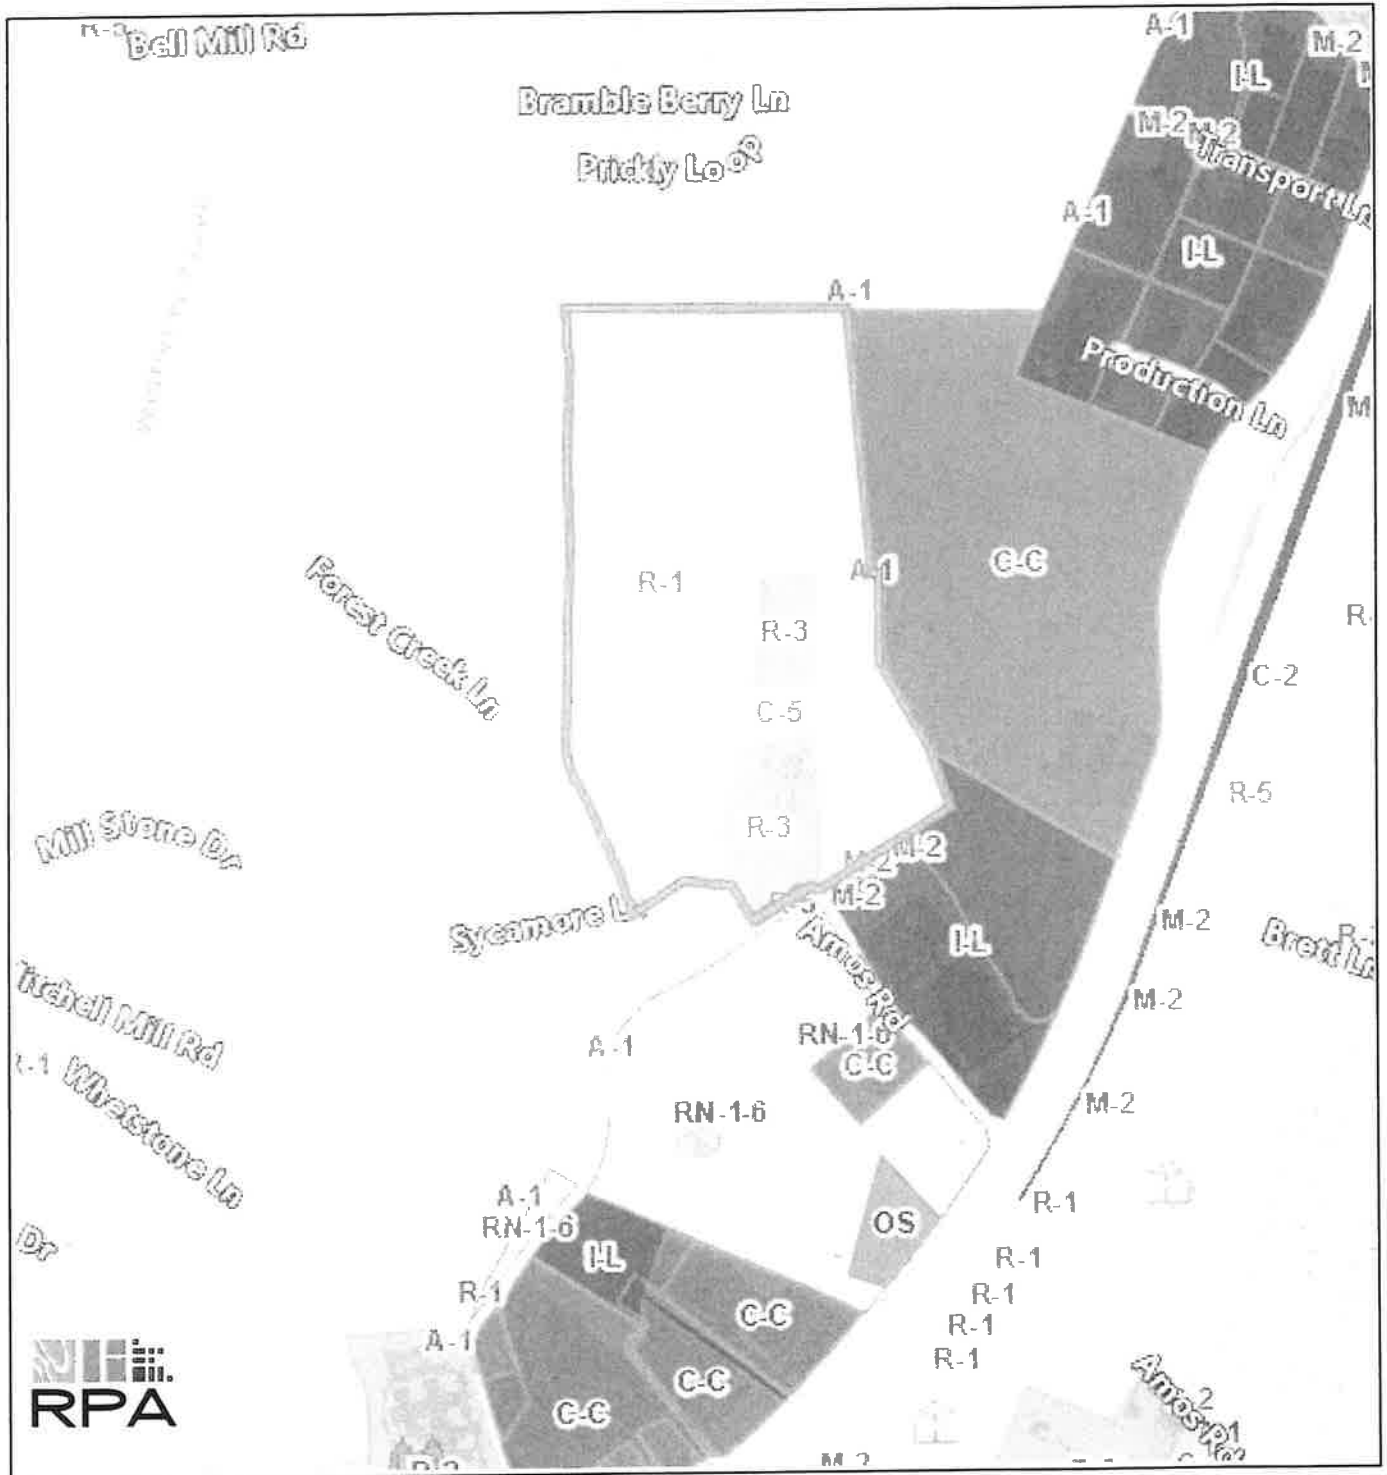 Bell Mill Rd
A-1
M-2
I-L
Bramble Berry Ln
M-2
M-2
Prickly Loop
Transport Ln
A-1
I-L
A-1
Production Ln
C-C
A-1
R-1
Forest Creek Ln
R-3
C-2
C-5
R-5
R-3
Mill Stone Dr
M-2
M-2
M-2
Sycamore
M-2
Amos Rd
I-L
Brett Ln
Mill Rd
M-2
RN-1-6
A-1
C-C
Whetstone Ln
RN-1-6
M-2
A-1
R-1
RN-1-6
OS
Dr
I-L
R-1
R-1
R-1
C-C
R-1
A-1
R-1
C-C
RPA
C-C
Amos Rd